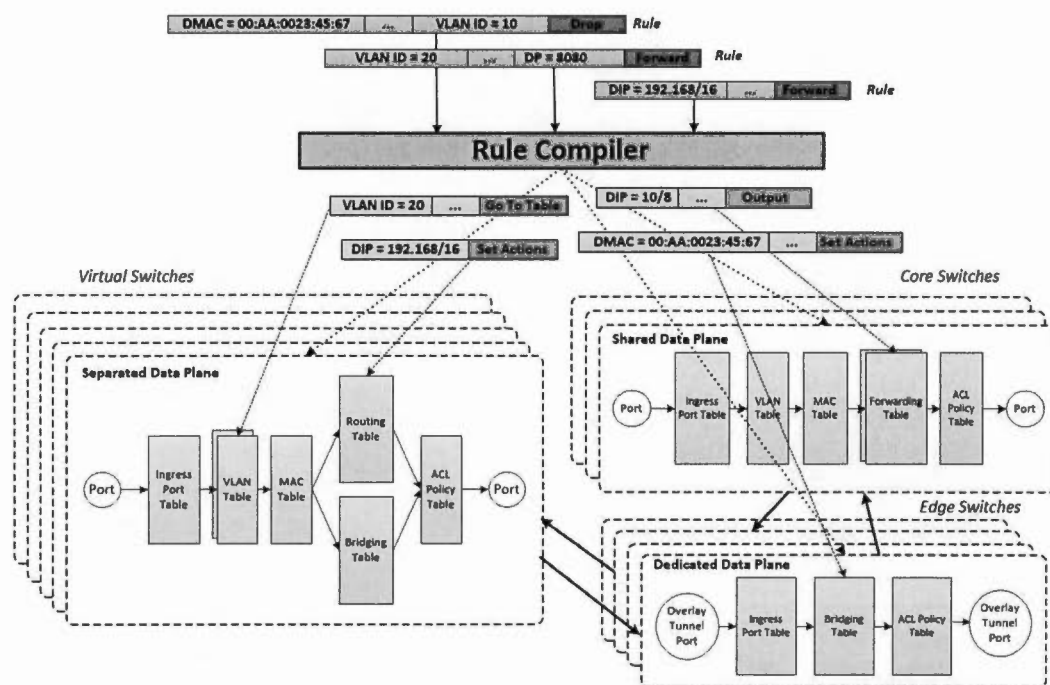 DMAC = 00:AA:0023:45:67 ... VLAN ID = 10 Drop Rule
VLAN ID = 20 ... DP = 8080 Forward Rule
DIP = 192.168/16 ... Forward Rule
Rule Compiler
VLAN ID = 20 ... Go To Table
DIP = 10/8 ... Output
DIP = 192.168/16 Set Actions
DMAC = 00:AA:0023:45:67 ... Set Actions
Virtual Switches
Core Switches
Separated Data Plane
Port
Ingress
Port
Table
VLAN
Table
MAC
Table
Routing
Table
Bridging
Table
ACL
Policy
Table
Port
Shared Data Plane
Port
Ingress
Port Table
VLAN
Table
MAC
Table
Forwarding
Table
ACL
Policy
Table
Port
Edge Switches
Dedicated Data Plane
Overlay
Tunnel
Port
Ingress
Port Table
Bridging
Table
ACL Policy
Table
Overlay
Tunnel
Port